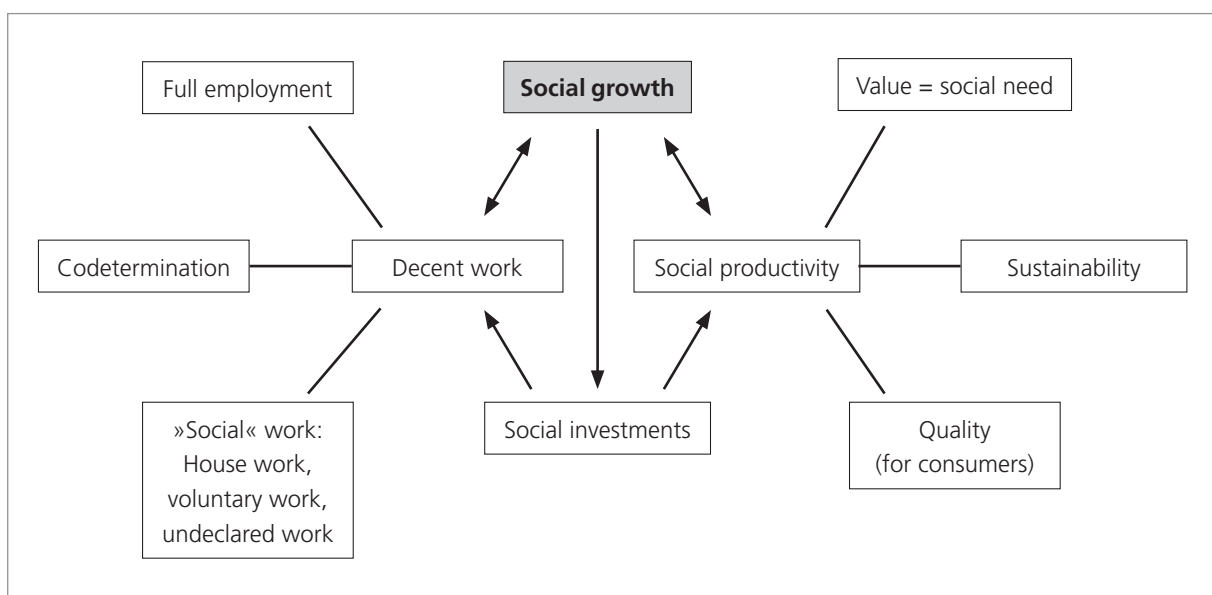 Full employment
Social growth
Value = social need
Codetermination
Decent work
Social productivity
Sustainability
»Social« work:
House work,
voluntary work,
undeclared work
Social investments
Quality
(for consumers)